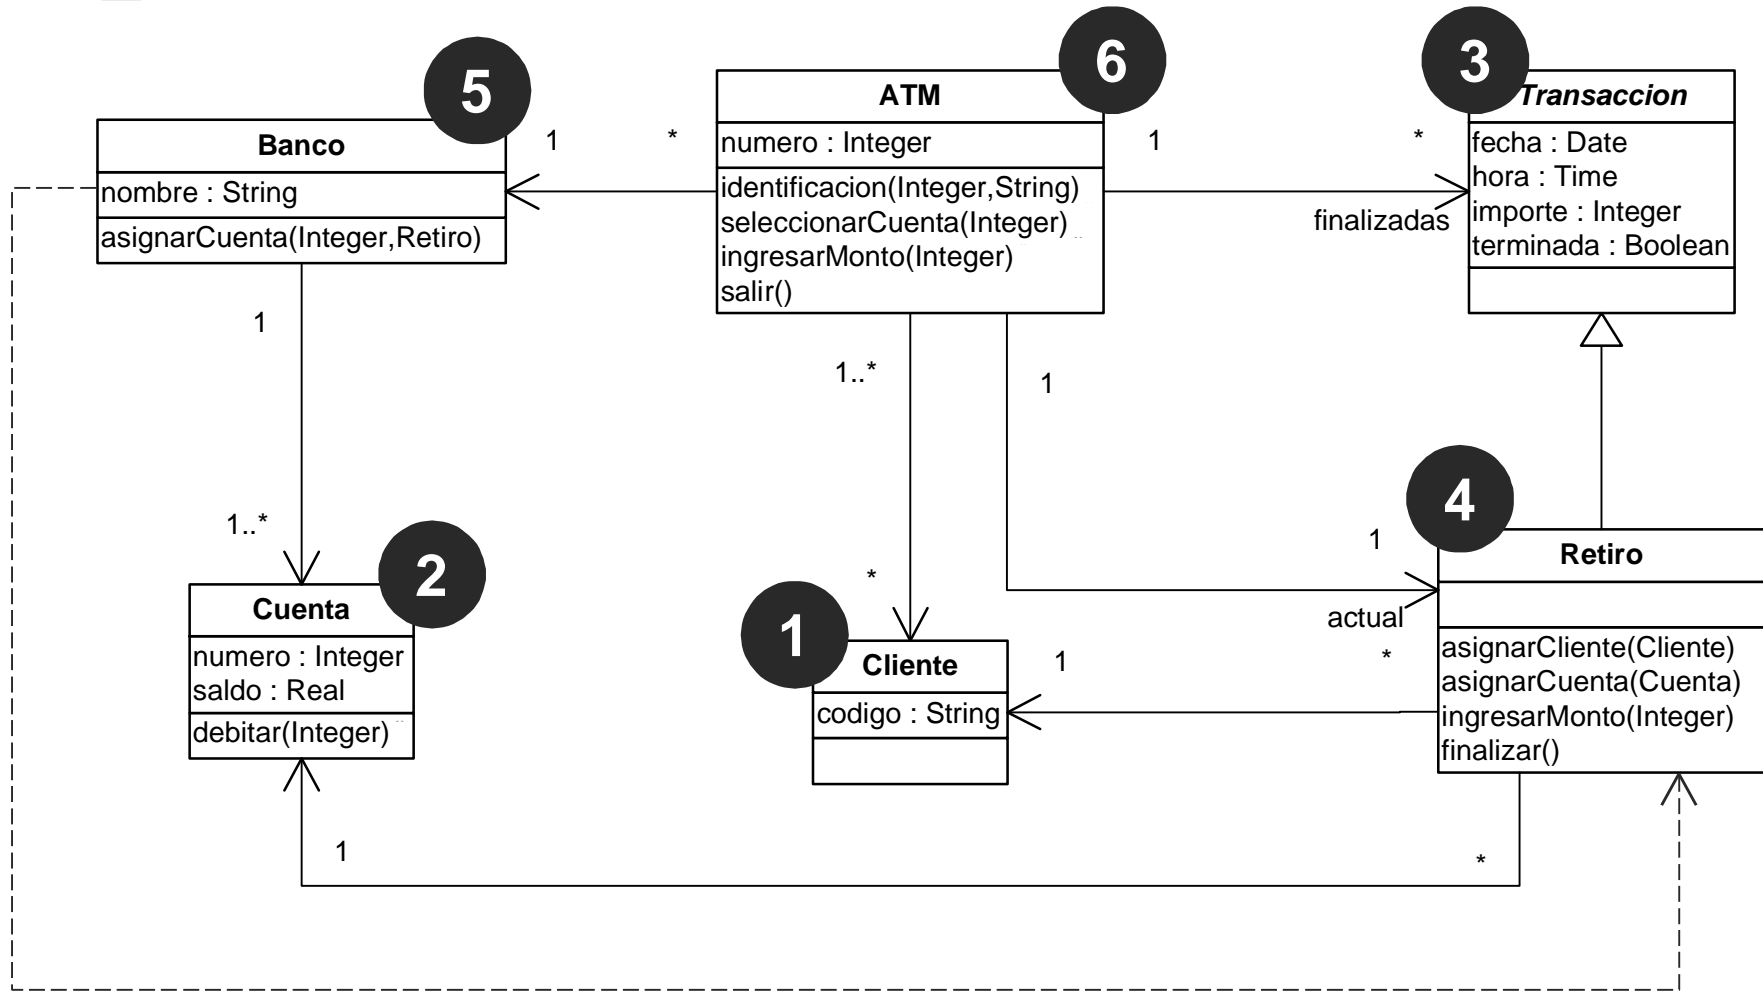 5
Banco
nombre : String
asignarCuenta(Integer,Retiro)
1
*
6
ATM
numero : Integer
identificacion(Integer,String)
seleccionarCuenta(Integer)
ingresarMonto(Integer)
salir()
1
*
finalizadas
3
Transaccion
fecha : Date
hora : Time
importe : Integer
terminada : Boolean
1
1..*
1..*
*
1
1
actual
2
Cuenta
numero : Integer
saldo : Real
debitar(Integer)
1
Cliente
codigo : String
1
*
4
Retiro
asignarCliente(Cliente)
asignarCuenta(Cuenta)
ingresarMonto(Integer)
finalizar()
1
*